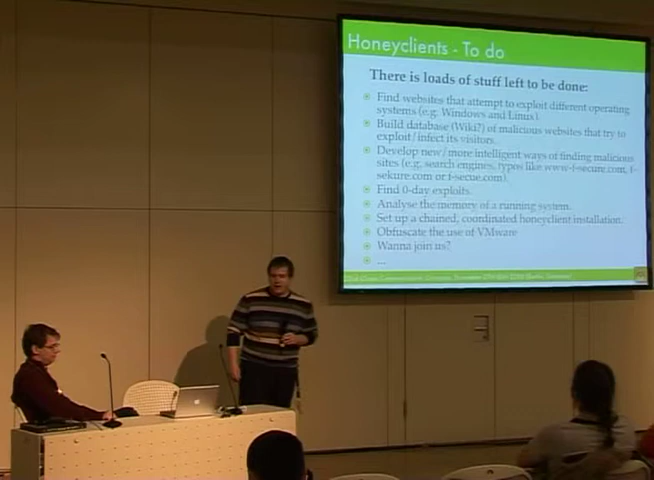 Honeyclients - To do
There is loads of stuff left to be done:
Find websites that attempt to exploit different operating
systems (e.g. Windows and Linux).
Build database (Wiki?) of malicious websites that try to
exploit/infect its visitors.
Develop new/more intelligent ways of finding malicious
sites (e.g. search engines, typos like www-f-secure.com, f-
sekure.com or f-secue.com).
Find 0-day exploits.
Analyse the memory of a running system.
Set up a chained, coordinated honeyclient installation.
Obfuscate the use of VMware
Wanna join us?
...